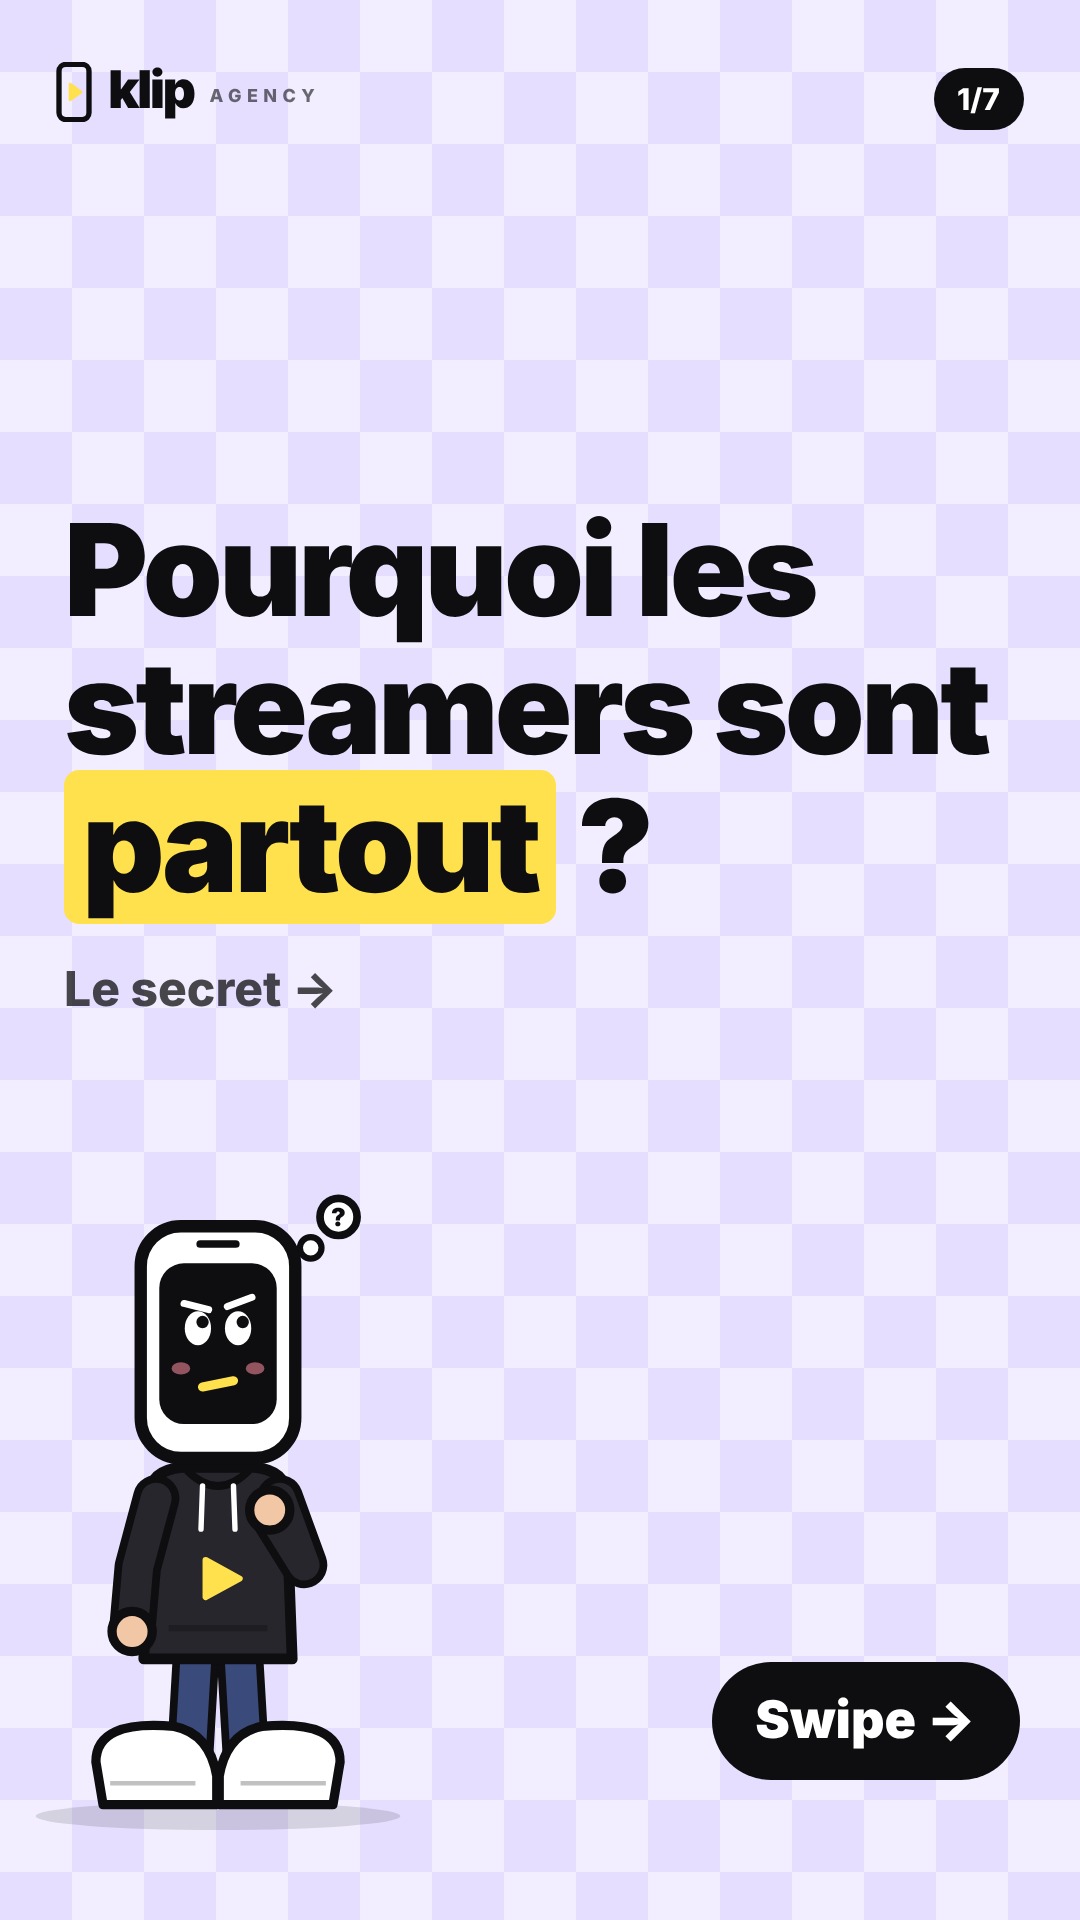 klip AGENCY
1/7
Pourquoi les
streamers sont
partout ?
Le secret →
?
Swipe →